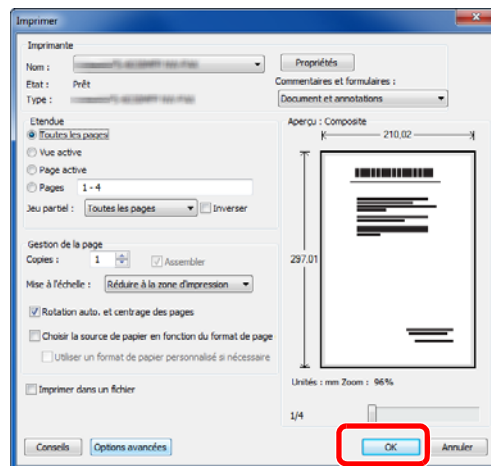 Imprimer
Imprimante
Nom :
Propriétés
Etat : Prêt
Commentaires et formulaires :
Type :
Document et annotations
Etendue
Aperçu : Composite
Toutes les pages
210,02
Vue active
Page active
Pages 1 - 4
Jeu partiel : Toutes les pages Inverser
Gestion de la page
Copies : 1 Assembler
297,01
Mise à l'échelle : Réduire à la zone d'impression
Rotation auto. et centrage des pages
Choisir la source de papier en fonction du format de page
Utiliser un format de papier personnalisé si nécessaire
Imprimer dans un fichier
Unités : mm Zoom : 96%
1/4
Conseils Options avancées OK Annuler